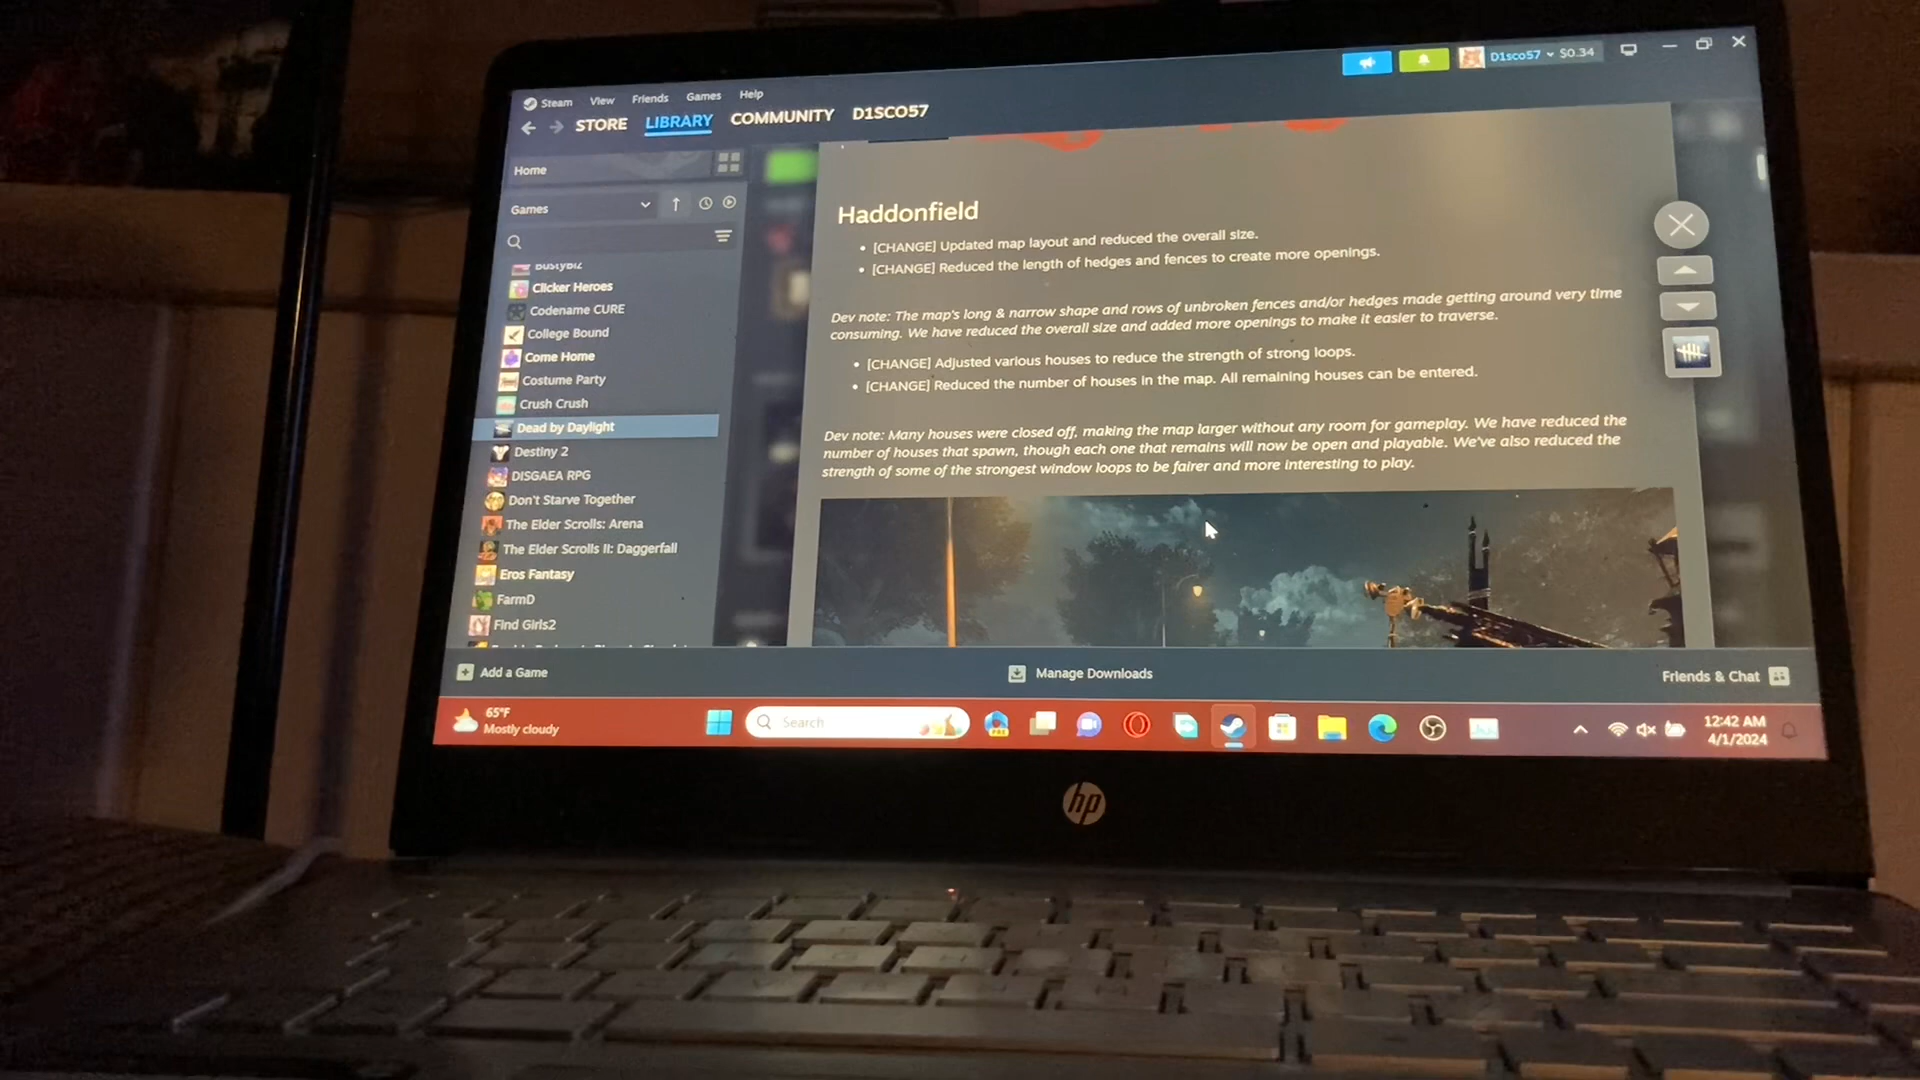 Steam View Friends Games Help
D1sco57 $0.34
STORE LIBRARY COMMUNITY D1SCO57
Home
Games
BustyBiz
Clicker Heroes
Codename CURE
College Bound
Come Home
Costume Party
Crush Crush
Dead by Daylight
Destiny 2
DISGAEA RPG
Don't Starve Together
The Elder Scrolls: Arena
The Elder Scrolls II: Daggerfall
Eros Fantasy
FarmD
Find Girls2
Haddonfield
• [CHANGE] Updated map layout and reduced the overall size.
• [CHANGE] Reduced the length of hedges and fences to create more openings.
Dev note: The map's long & narrow shape and rows of unbroken fences and/or hedges made getting around very time
consuming. We have reduced the overall size and added more openings to make it easier to traverse.
• [CHANGE] Adjusted various houses to reduce the strength of strong loops.
• [CHANGE] Reduced the number of houses in the map. All remaining houses can be entered.
Dev note: Many houses were closed off, making the map larger without any room for gameplay. We have reduced the
number of houses that spawn, though each one that remains will now be open and playable. We've also reduced the
strength of some of the strongest window loops to be fairer and more interesting to play.
Add a Game
Manage Downloads
Friends & Chat
65°F
Mostly cloudy
Search
12:42 AM
4/1/2024
hp